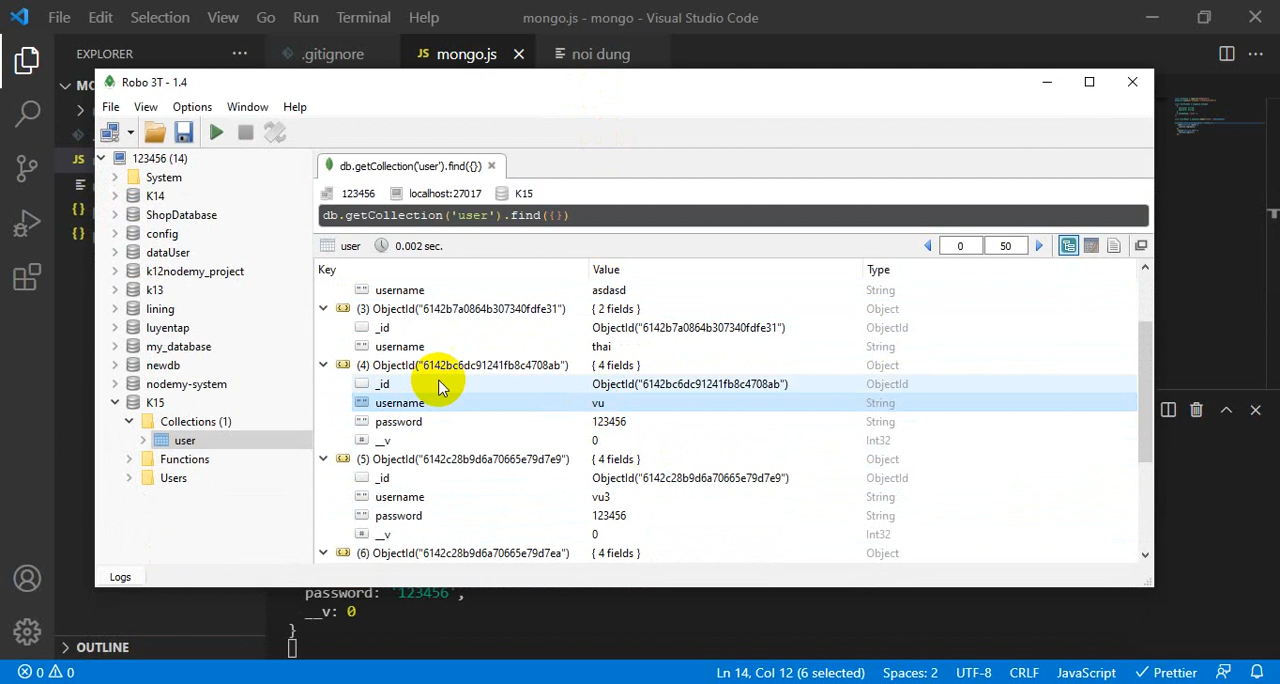 File Edit Selection View Go Run Terminal Help mongo.js - mongo - Visual Studio Code
EXPLORER ... .gitignore JS mongo.js noi dung
Robo 3T - 1.4
File View Options Window Help
123456 (14)
System
K14
ShopDatabase
config
dataUser
k12nodemy_project
k13
lining
luyentap
my_database
newdb
nodemy-system
K15
Collections (1)
user
Functions
Users
Logs
db.getCollection('user').find({})
123456 localhost:27017 K15
db.getCollection('user').find({})
user 0.002 sec. 0 50
Key Value Type
username asdasd String
(3) ObjectId("6142b7a0864b307340fdfe31") { 2 fields } Object
_id ObjectId("6142b7a0864b307340fdfe31") ObjectId
username thai String
(4) ObjectId("6142bc6dc91241fb8c4708ab") { 4 fields } Object
_id ObjectId("6142bc6dc91241fb8c4708ab") ObjectId
username vu String
password 123456 String
__v 0 Int32
(5) ObjectId("6142c28b9d6a70665e79d7e9") { 4 fields } Object
_id ObjectId("6142c28b9d6a70665e79d7e9") ObjectId
username vu3 String
password 123456 String
__v 0 Int32
(6) ObjectId("6142c28b9d6a70665e79d7ea") { 4 fields } Object
password: '123456',
__v: 0
}
OUTLINE
0 0 Ln 14, Col 12 (6 selected) Spaces: 2 UTF-8 CRLF JavaScript Prettier